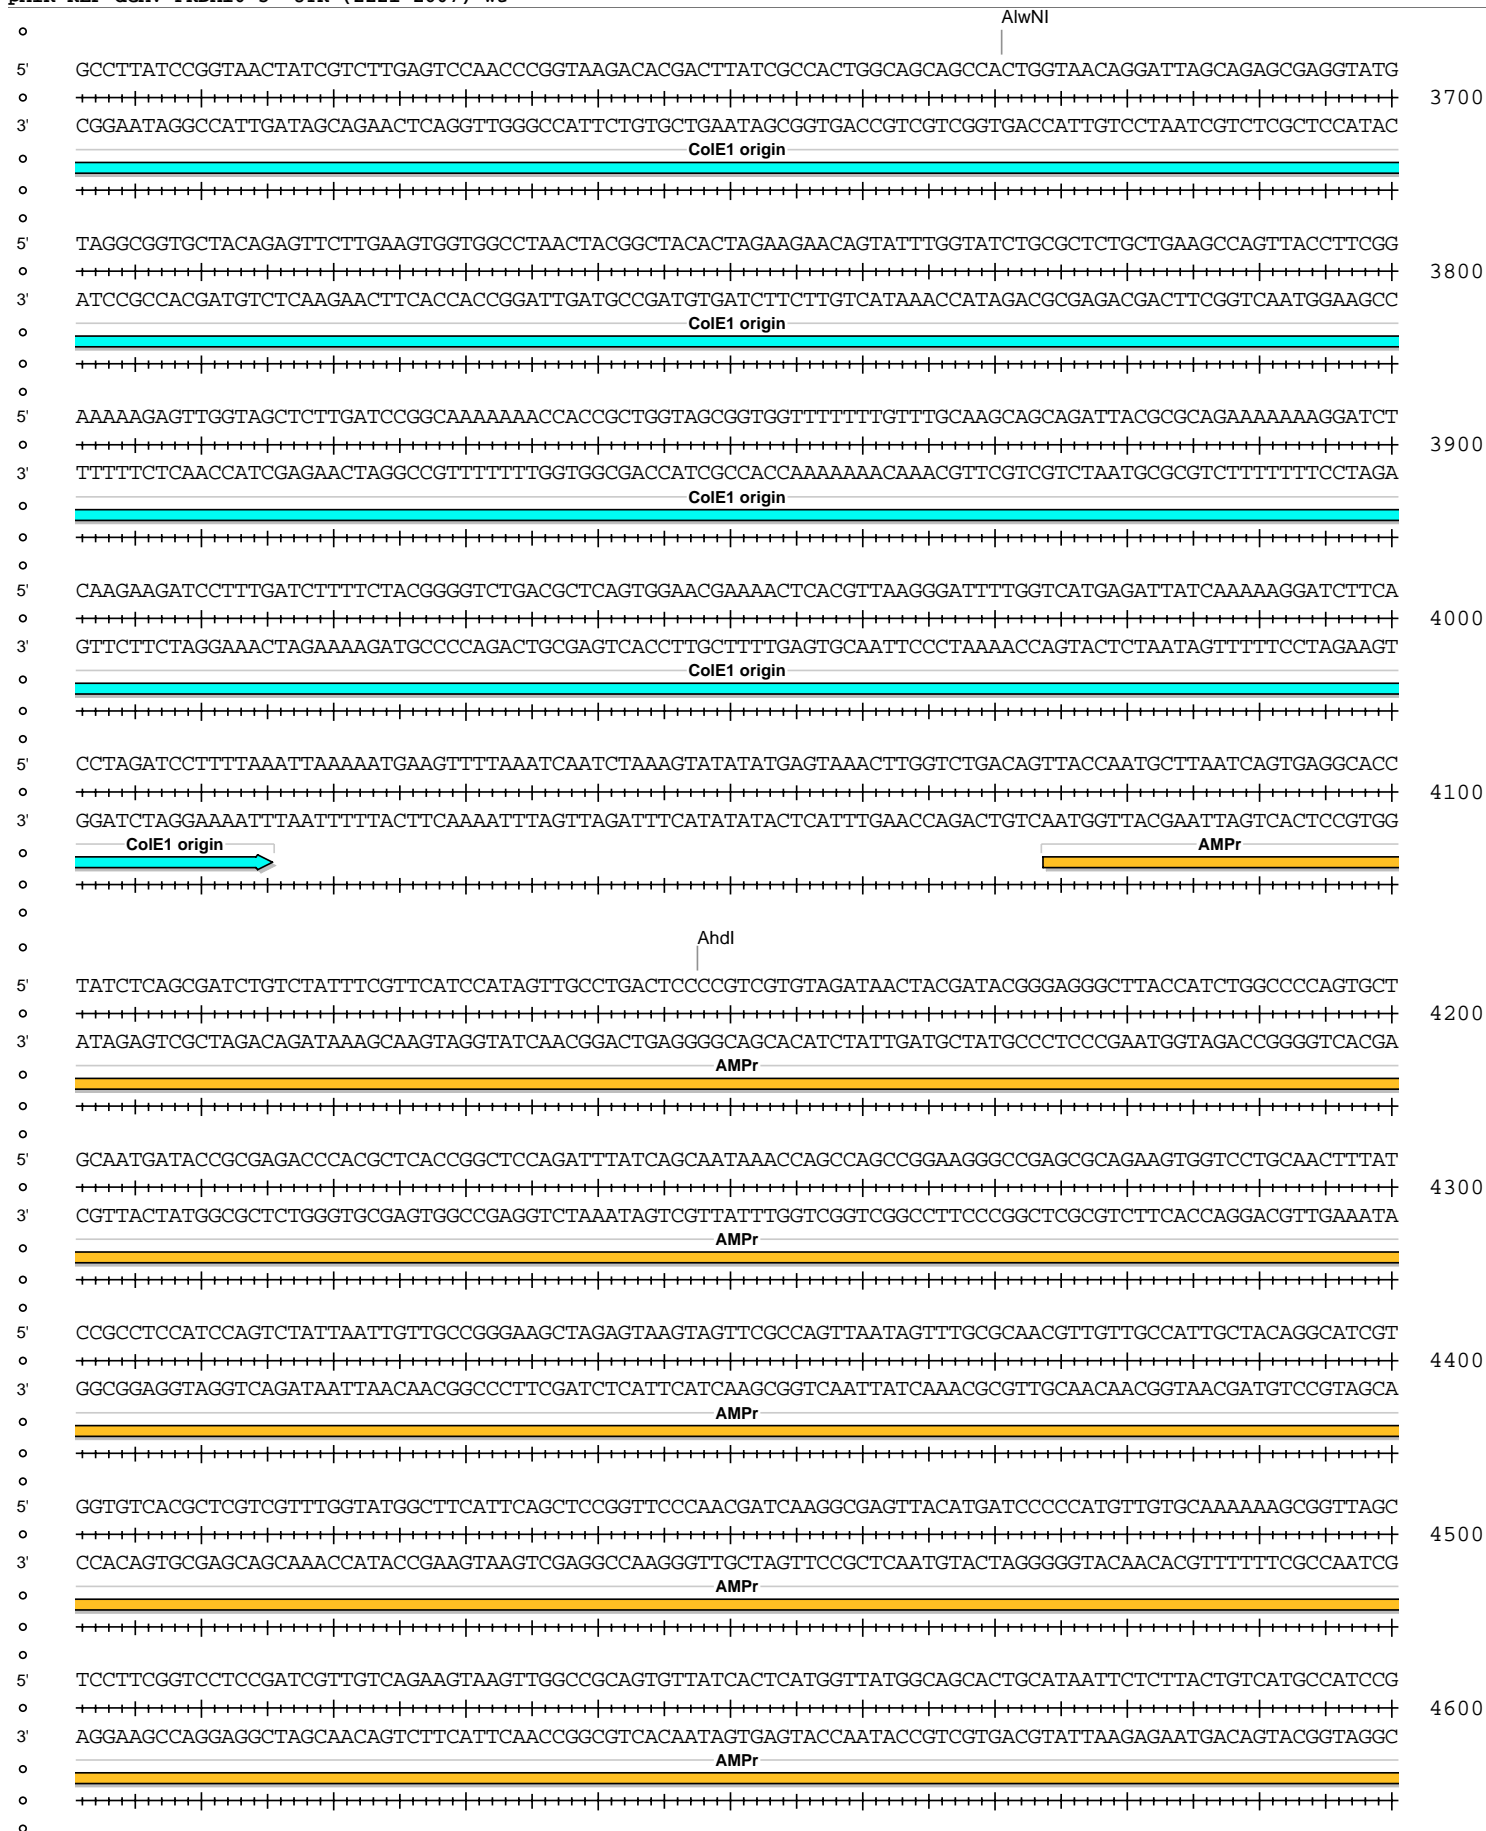 AlwNI
5' GCCTTATCCGGTAACTATCGTCTTGAGTCCAACCCGGTAAGACACGACTTATCGCCACTGGCAGCAGCCACTGGTAACAGGATTAGCAGAGCGAGGTATG
3700
3' CGGAATAGGCCATTGATAGCAGAACTCAGGTTGGGCCATTCTGTGCTGAATAGCGGTGACCGTCGTCGGTGACCATTGTCCTAATCGTCTCGCTCCATAC
ColE1 origin
5' TAGGCGGTGCTACAGAGTTCTTGAAGTGGTGGCCTAACTACGGCTACACTAGAAGAACAGTATTTGGTATCTGCGCTCTGCTGAAGCCAGTTACCTTCGG
3800
3' ATCCGCCACGATGTCTCAAGAACTTCACCACCGGATTGATGCCGATGTGATCTTCTTGTCATAAACCATAGACGCGAGACGACTTCGGTCAATGGAAGCC
ColE1 origin
5' AAAAAGAGTTGGTAGCTCTTGATCCGGCAAAAAAACCACCGCTGGTAGCGGTGGTTTTTTTGTTTGCAAGCAGCAGATTACGCGCAGAAAAAAAGGATCT
3900
3' TTTTTCTCAACCATCGAGAACTAGGCCGTTTTTTTGGTGGCGACCATCGCCACCAAAAAAACAAACGTTCGTCGTCTAATGCGCGTCTTTTTTTCCTAGA
ColE1 origin
5' CAAGAAGATCCTTTGATCTTTTCTACGGGGTCTGACGCTCAGTGGAACGAAAACTCACGTTAAGGGATTTTGGTCATGAGATTATCAAAAAGGATCTTCA
4000
3' GTTCTTCTAGGAAACTAGAAAAGATGCCCCAGACTGCGAGTCACCTTGCTTTTGAGTGCAATTCCCTAAAACCAGTACTCTAATAGTTTTTCCTAGAAGT
ColE1 origin
5' CCTAGATCCTTTTAAATTAAAAATGAAGTTTTAAATCAATCTAAAGTATATATGAGTAAACTTGGTCTGACAGTTACCAATGCTTAATCAGTGAGGCACC
4100
3' GGATCTAGGAAAATTTAATTTTTACTTCAAAATTTAGTTAGATTTCATATATACTCATTTGAACCAGACTGTCAATGGTTACGAATTAGTCACTCCGTGG
ColE1 origin AMPr
AhdI
5' TATCTCAGCGATCTGTCTATTTCGTTCATCCATAGTTGCCTGACTCCCCGTCGTGTAGATAACTACGATACGGGAGGGCTTACCATCTGGCCCCAGTGCT
4200
3' ATAGAGTCGCTAGACAGATAAAGCAAGTAGGTATCAACGGACTGAGGGGCAGCACATCTATTGATGCTATGCCCTCCCGAATGGTAGACCGGGGTCACGA
AMPr
5' GCAATGATACCGCGAGACCCACGCTCACCGGCTCCAGATTTATCAGCAATAAACCAGCCAGCCGGAAGGGCCGAGCGCAGAAGTGGTCCTGCAACTTTAT
4300
3' CGTTACTATGGCGCTCTGGGTGCGAGTGGCCGAGGTCTAAATAGTCGTTATTTGGTCGGTCGGCCTTCCCGGCTCGCGTCTTCACCAGGACGTTGAAATA
AMPr
5' CCGCCTCCATCCAGTCTATTAATTGTTGCCGGGAAGCTAGAGTAAGTAGTTCGCCAGTTAATAGTTTGCGCAACGTTGTTGCCATTGCTACAGGCATCGT
4400
3' GGCGGAGGTAGGTCAGATAATTAACAACGGCCCTTCGATCTCATTCATCAAGCGGTCAATTATCAAACGCGTTGCAACAACGGTAACGATGTCCGTAGCA
AMPr
5' GGTGTCACGCTCGTCGTTTGGTATGGCTTCATTCAGCTCCGGTTCCCAACGATCAAGGCGAGTTACATGATCCCCCATGTTGTGCAAAAAAGCGGTTAGC
4500
3' CCACAGTGCGAGCAGCAAACCATACCGAAGTAAGTCGAGGCCAAGGGTTGCTAGTTCCGCTCAATGTACTAGGGGGTACAACACGTTTTTTCGCCAATCG
AMPr
5' TCCTTCGGTCCTCCGATCGTTGTCAGAAGTAAGTTGGCCGCAGTGTTATCACTCATGGTTATGGCAGCACTGCATAATTCTCTTACTGTCATGCCATCCG
4600
3' AGGAAGCCAGGAGGCTAGCAACAGTCTTCATTCAACCGGCGTCACAATAGTGAGTACCAATACCGTCGTGACGTATTAAGAGAATGACAGTACGGTAGGC
AMPr